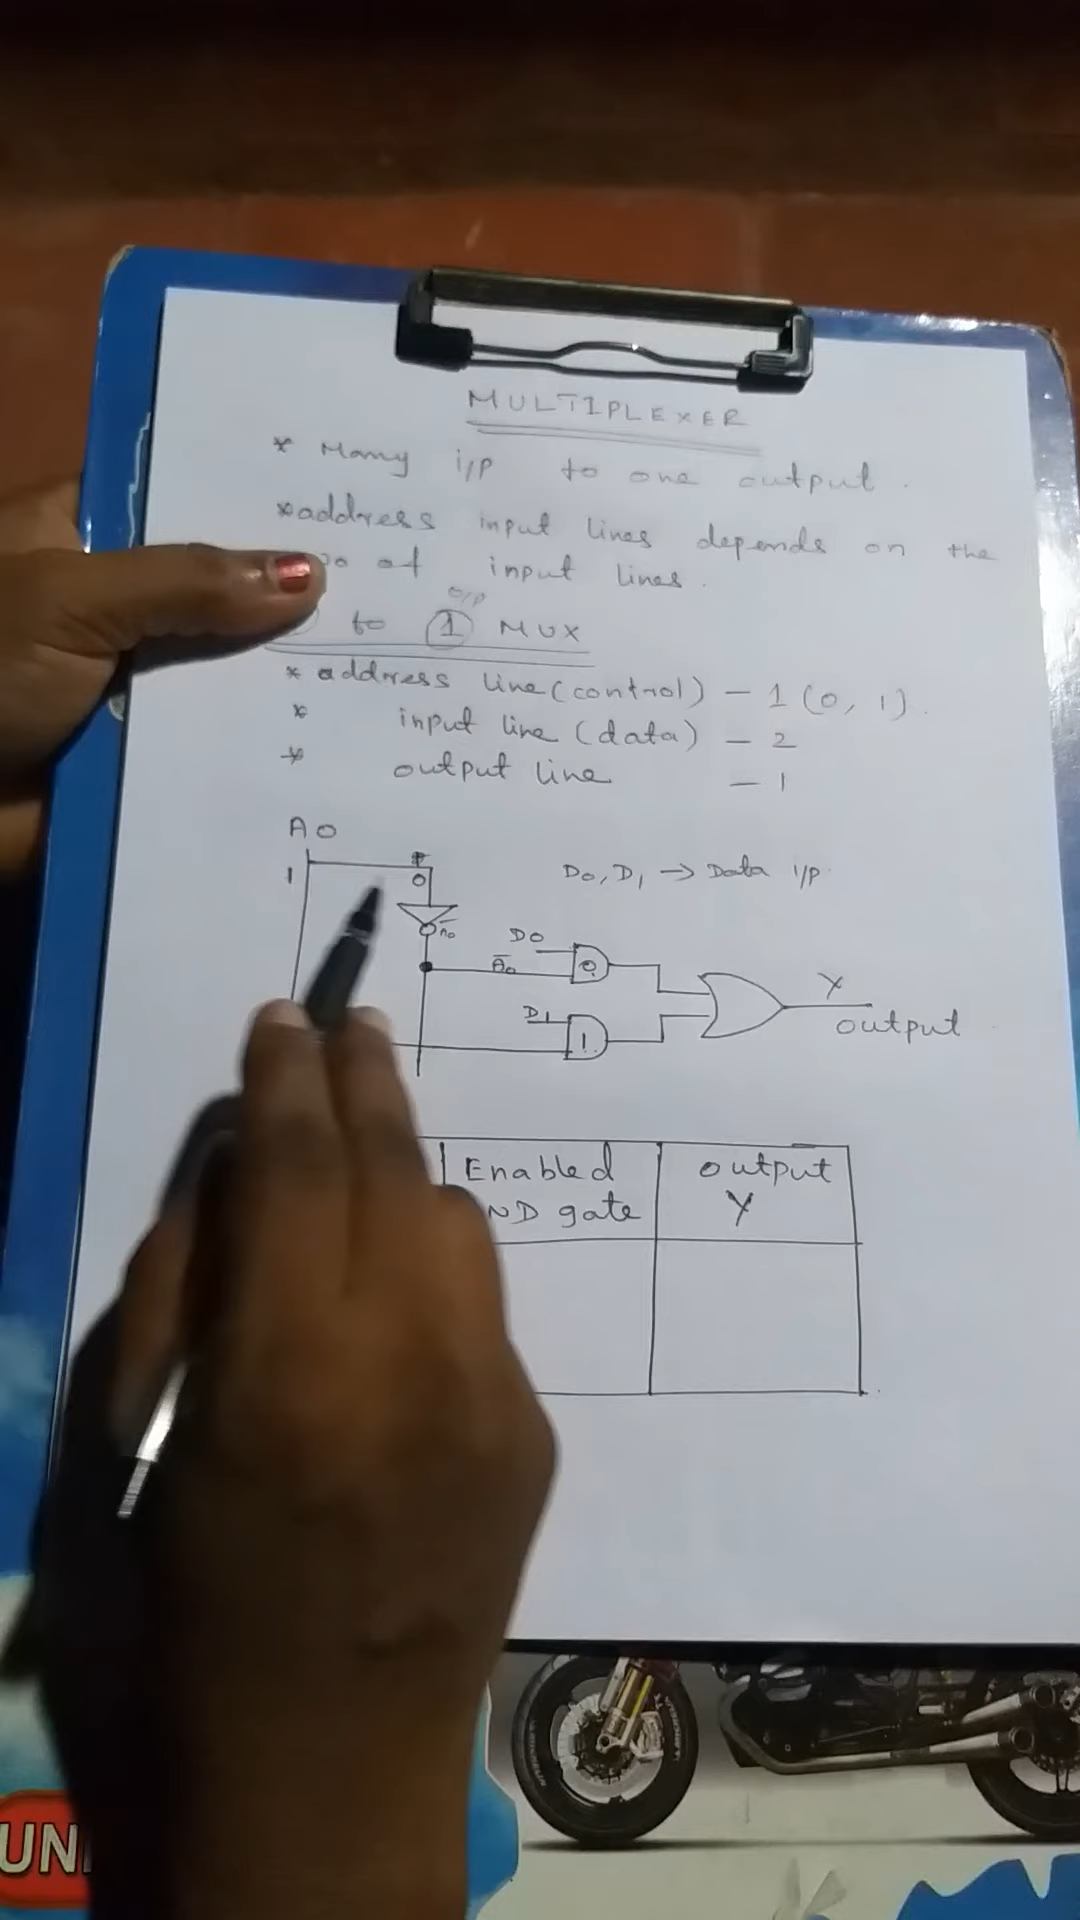 MULTIPLEXER
* Many i/p to one output.
*address input lines depends on the
no of input lines.
o/p
to 1 MUX
* address line (control) - 1 (0, 1).
* input line (data) - 2
* output line - 1
A0
1 0
D0, D1 → Data i/p
D0
A̅0
0
D1
1
Y
output
Enabled output
ND gate Y
UN